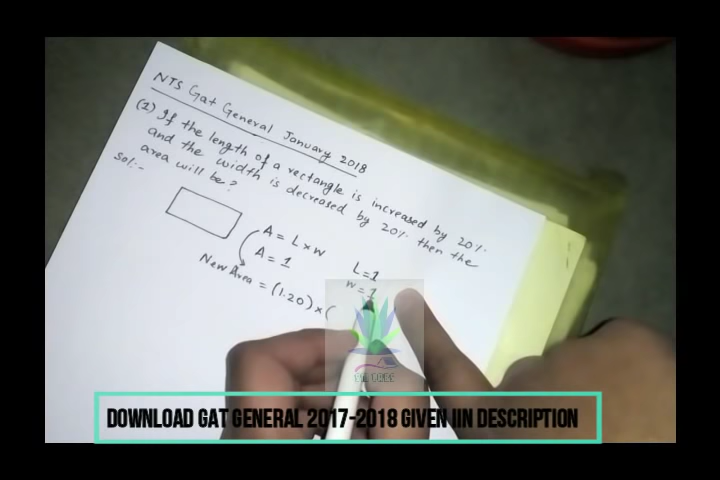 NTS Gat General January 2018
(1) If the length of a rectangle is increased by 20%
and the width is decreased by 20% then the
area will be?
Sol:-
A = L × W
A = 1
L = 1
W = 1
New Area = (1.20) × (
DOWNLOAD GAT GENERAL 2017-2018 GIVEN IIN DESCRIPTION